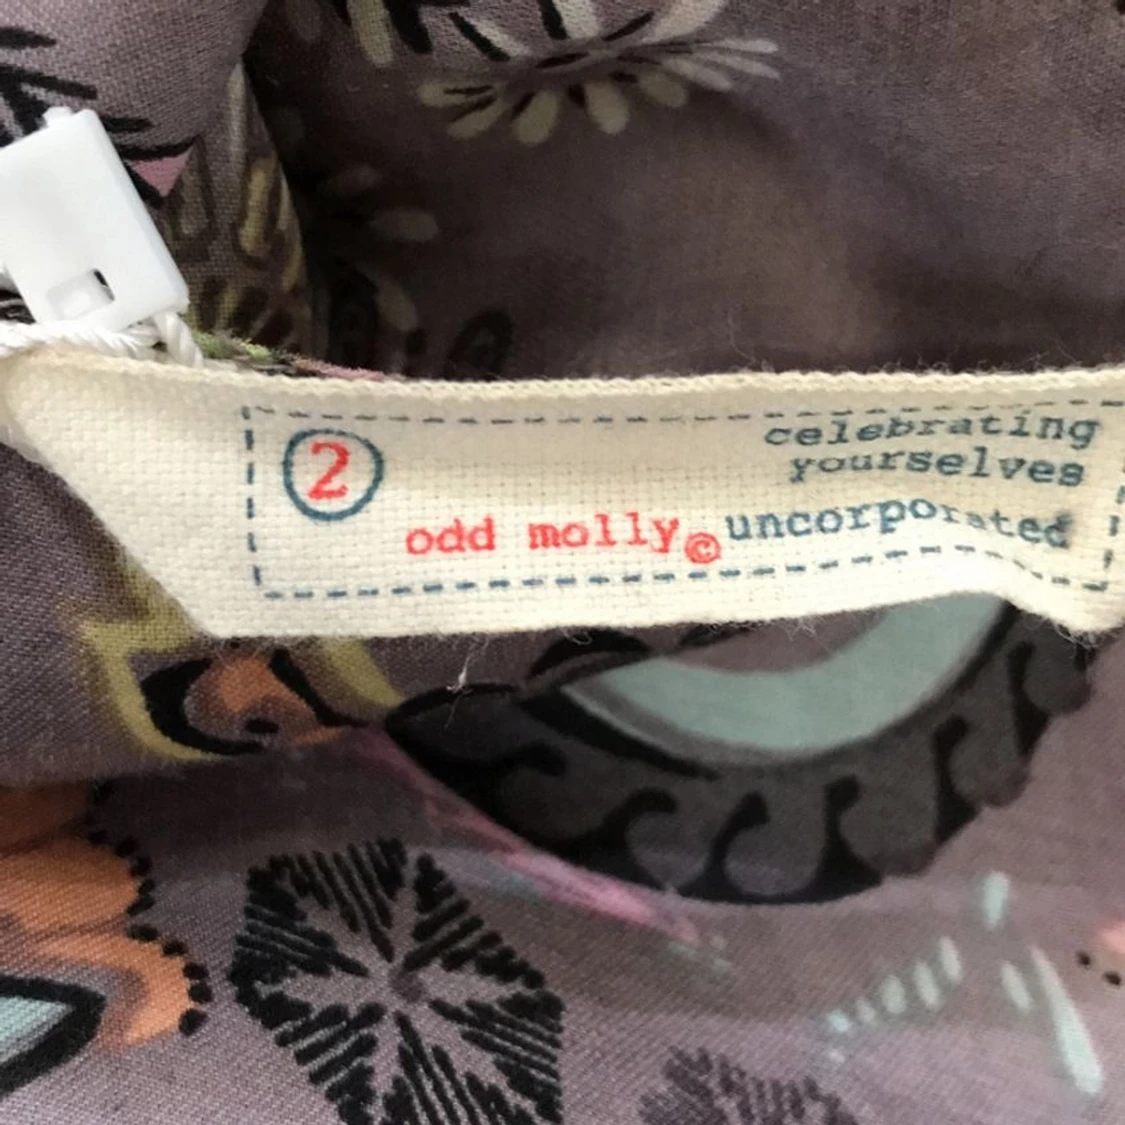 celebrating
yourselves
2
odd molly© uncorporated